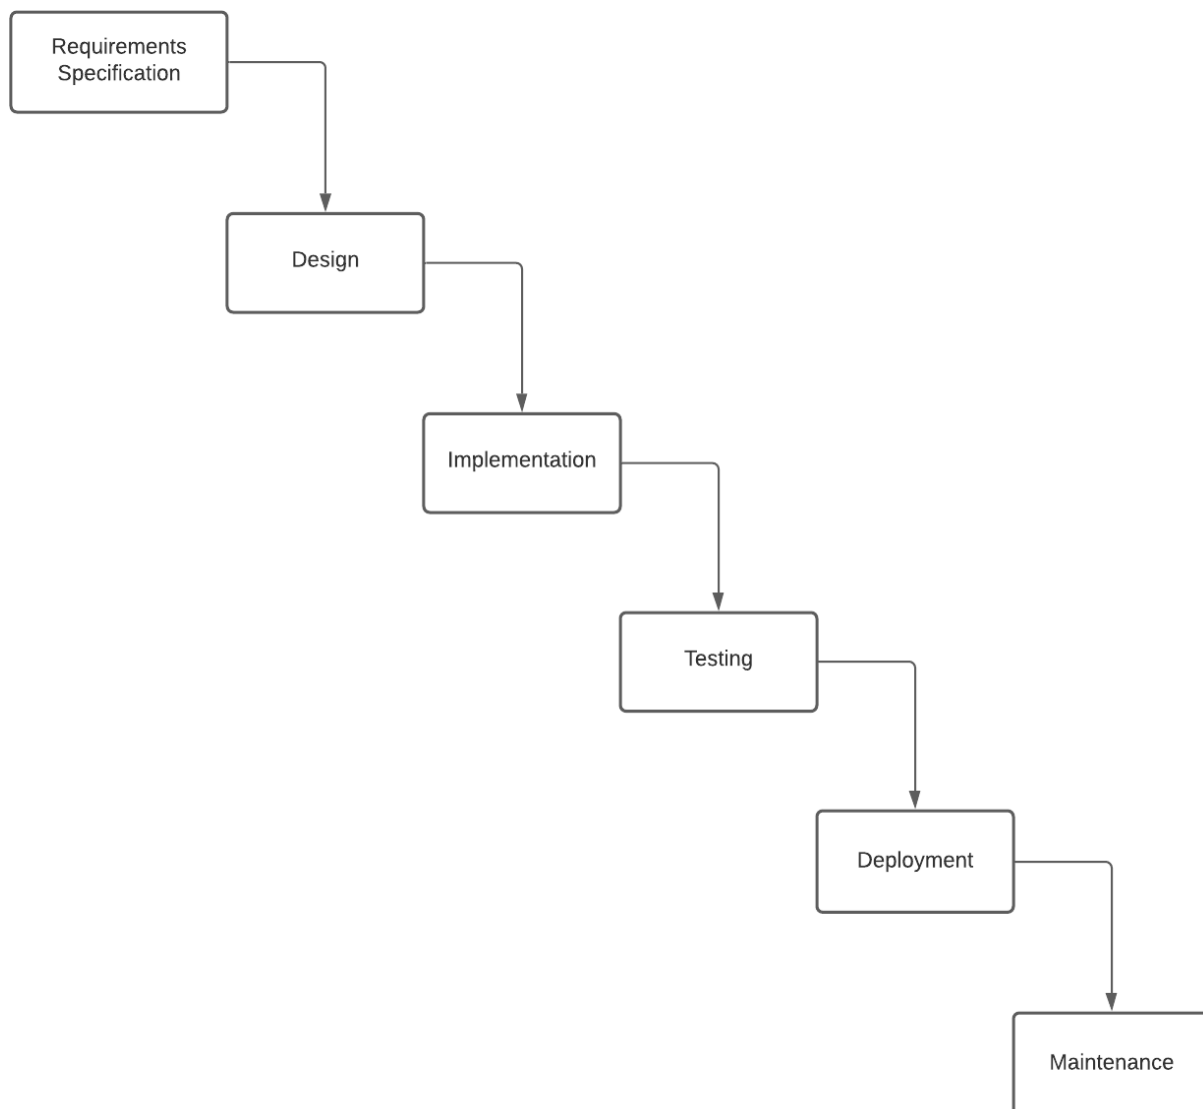 Requirements
Specification
Design
Implementation
Testing
Deployment
Maintenance